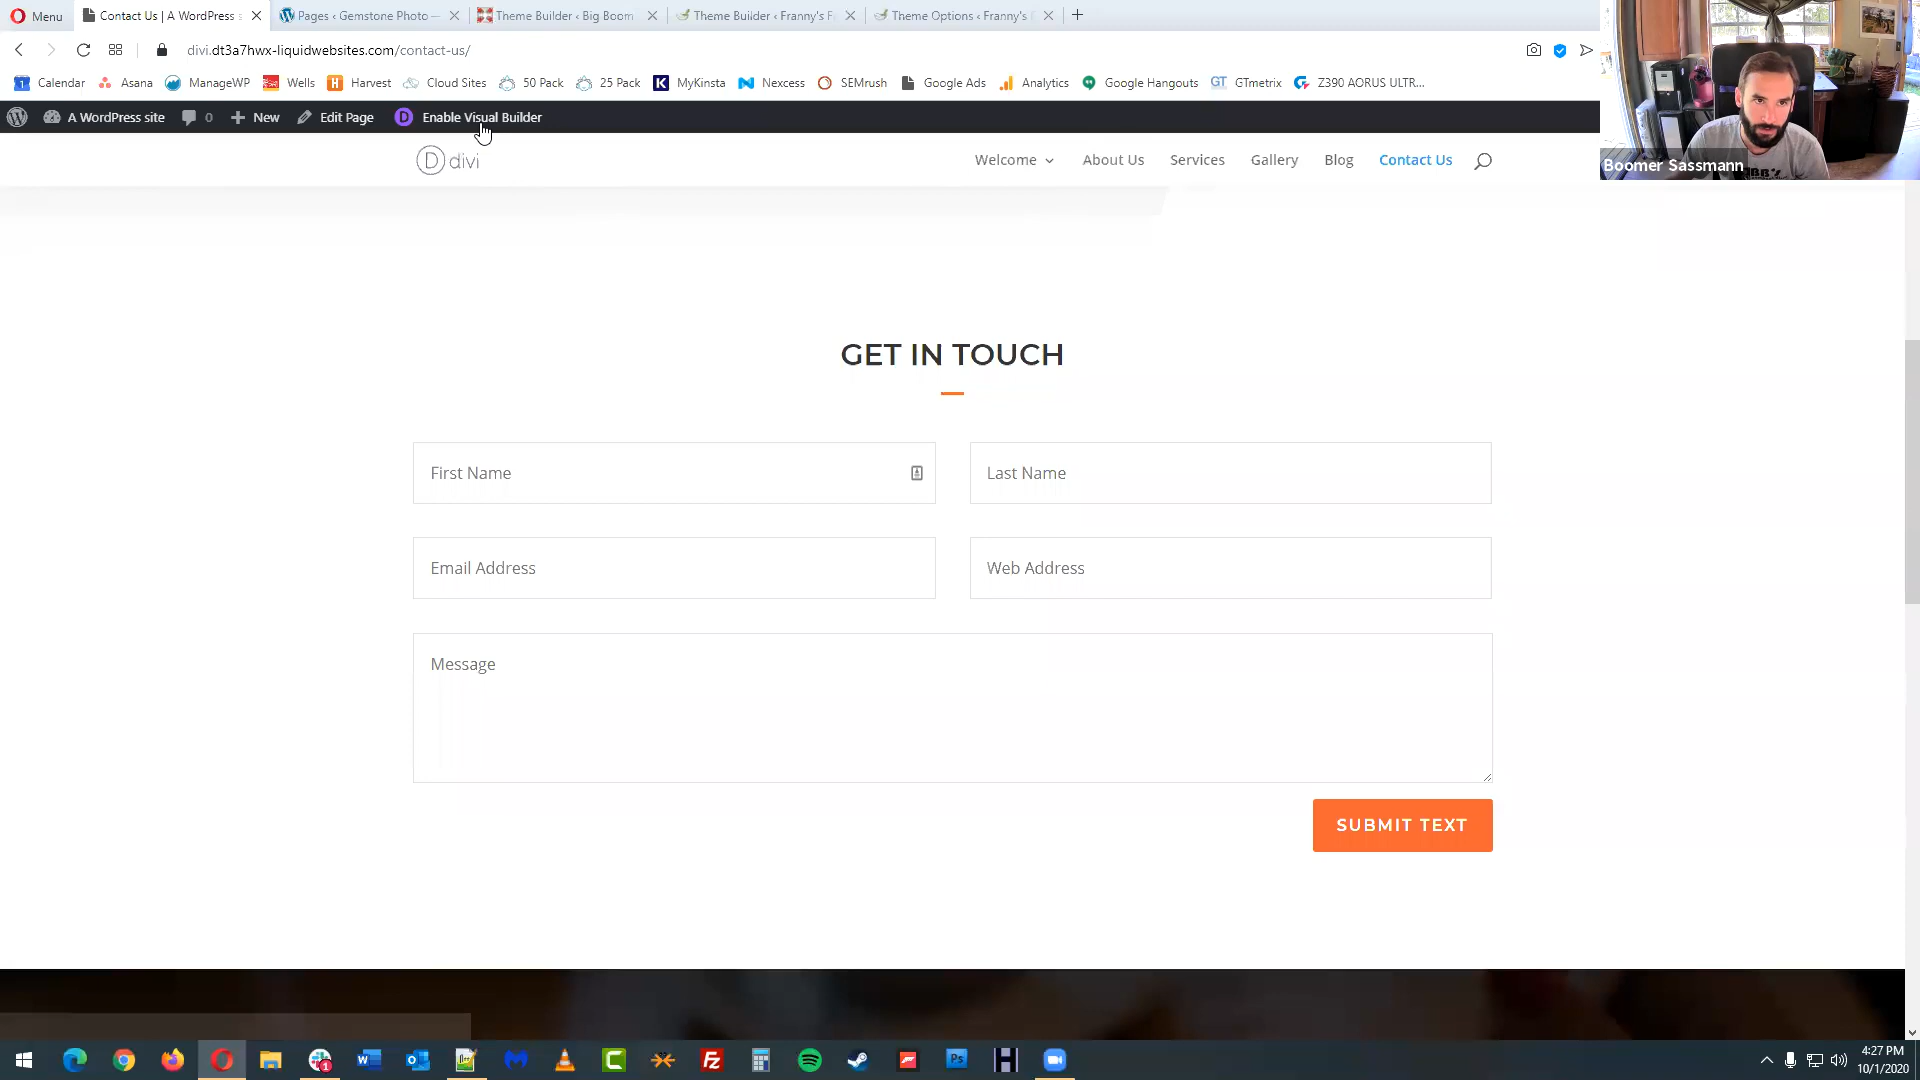 Menu
Contact Us | A WordPress s
Pages ‹ Gemstone Photo —
Theme Builder ‹ Big Boom
Theme Builder ‹ Franny's F
Theme Options ‹ Franny's
divi.dt3a7hwx-liquidwebsites.com/contact-us/
Calendar
Asana
ManageWP
Wells
Harvest
Cloud Sites
50 Pack
25 Pack
MyKinsta
Nexcess
SEMrush
Google Ads
Analytics
Google Hangouts
GT GTmetrix
Z390 AORUS ULTR...
A WordPress site
0
New
Edit Page
D Enable Visual Builder
Boomer Sassmann
D divi
Welcome
About Us
Services
Gallery
Blog
Contact Us
GET IN TOUCH
First Name
Last Name
Email Address
Web Address
Message
SUBMIT TEXT
4:27 PM
10/1/2020